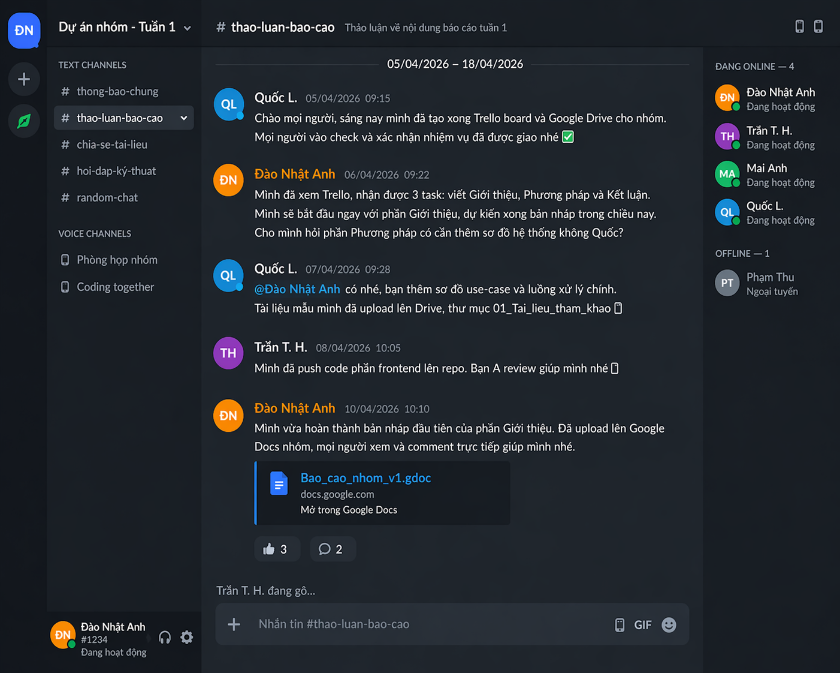 ĐN
Dự án nhóm - Tuần 1
TEXT CHANNELS
# thong-bao-chung
# thao-luan-bao-cao
# chia-se-tai-lieu
# hoi-dap-ky-thuat
# random-chat
VOICE CHANNELS
Phòng họp nhóm
Coding together
ĐN
Đào Nhật Anh
#1234
Đang hoạt động
# thao-luan-bao-cao Thảo luận về nội dung báo cáo tuần 1
05/04/2026 – 18/04/2026
QL
Quốc L. 05/04/2026 09:15
Chào mọi người, sáng nay mình đã tạo xong Trello board và Google Drive cho nhóm.
Mọi người vào check và xác nhận nhiệm vụ đã được giao nhé ✅
ĐN
Đào Nhật Anh 06/04/2026 09:22
Mình đã xem Trello, nhận được 3 task: viết Giới thiệu, Phương pháp và Kết luận.
Mình sẽ bắt đầu ngay với phần Giới thiệu, dự kiến xong bản nháp trong chiều nay.
Cho mình hỏi phần Phương pháp có cần thêm sơ đồ hệ thống không Quốc?
QL
Quốc L. 07/04/2026 09:28
@Đào Nhật Anh có nhé, bạn thêm sơ đồ use-case và luồng xử lý chính.
Tài liệu mẫu mình đã upload lên Drive, thư mục 01_Tai_lieu_tham_khao
TH
Trần T. H. 08/04/2026 10:05
Mình đã push code phần frontend lên repo. Bạn A review giúp mình nhé
ĐN
Đào Nhật Anh 10/04/2026 10:10
Mình vừa hoàn thành bản nháp đầu tiên của phần Giới thiệu. Đã upload lên Google
Docs nhóm, mọi người xem và comment trực tiếp giúp mình nhé.
Bao_cao_nhom_v1.gdoc
docs.google.com
Mở trong Google Docs
3
2
Trần T. H. đang gõ...
Nhắn tin #thao-luan-bao-cao
GIF
ĐANG ONLINE — 4
ĐN
Đào Nhật Anh
Đang hoạt động
TH
Trần T. H.
Đang hoạt động
MA
Mai Anh
Đang hoạt động
QL
Quốc L.
Đang hoạt động
OFFLINE — 1
PT
Phạm Thu
Ngoại tuyến